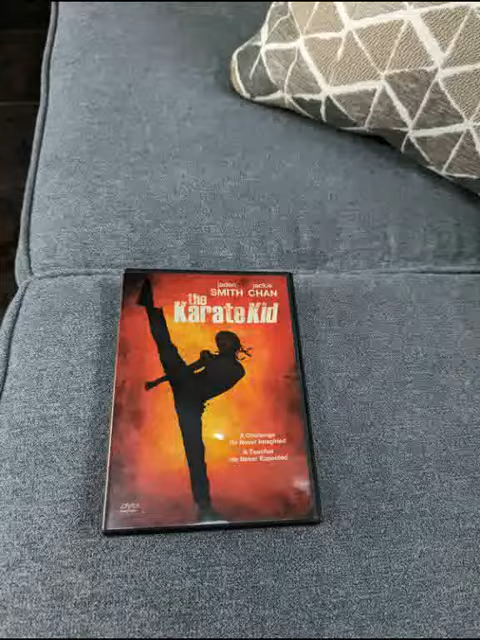 jaden jackie
SMITH CHAN
the
Karate Kid
A Challenge
He Never Imagined
A Teacher
He Never Expected
DVD